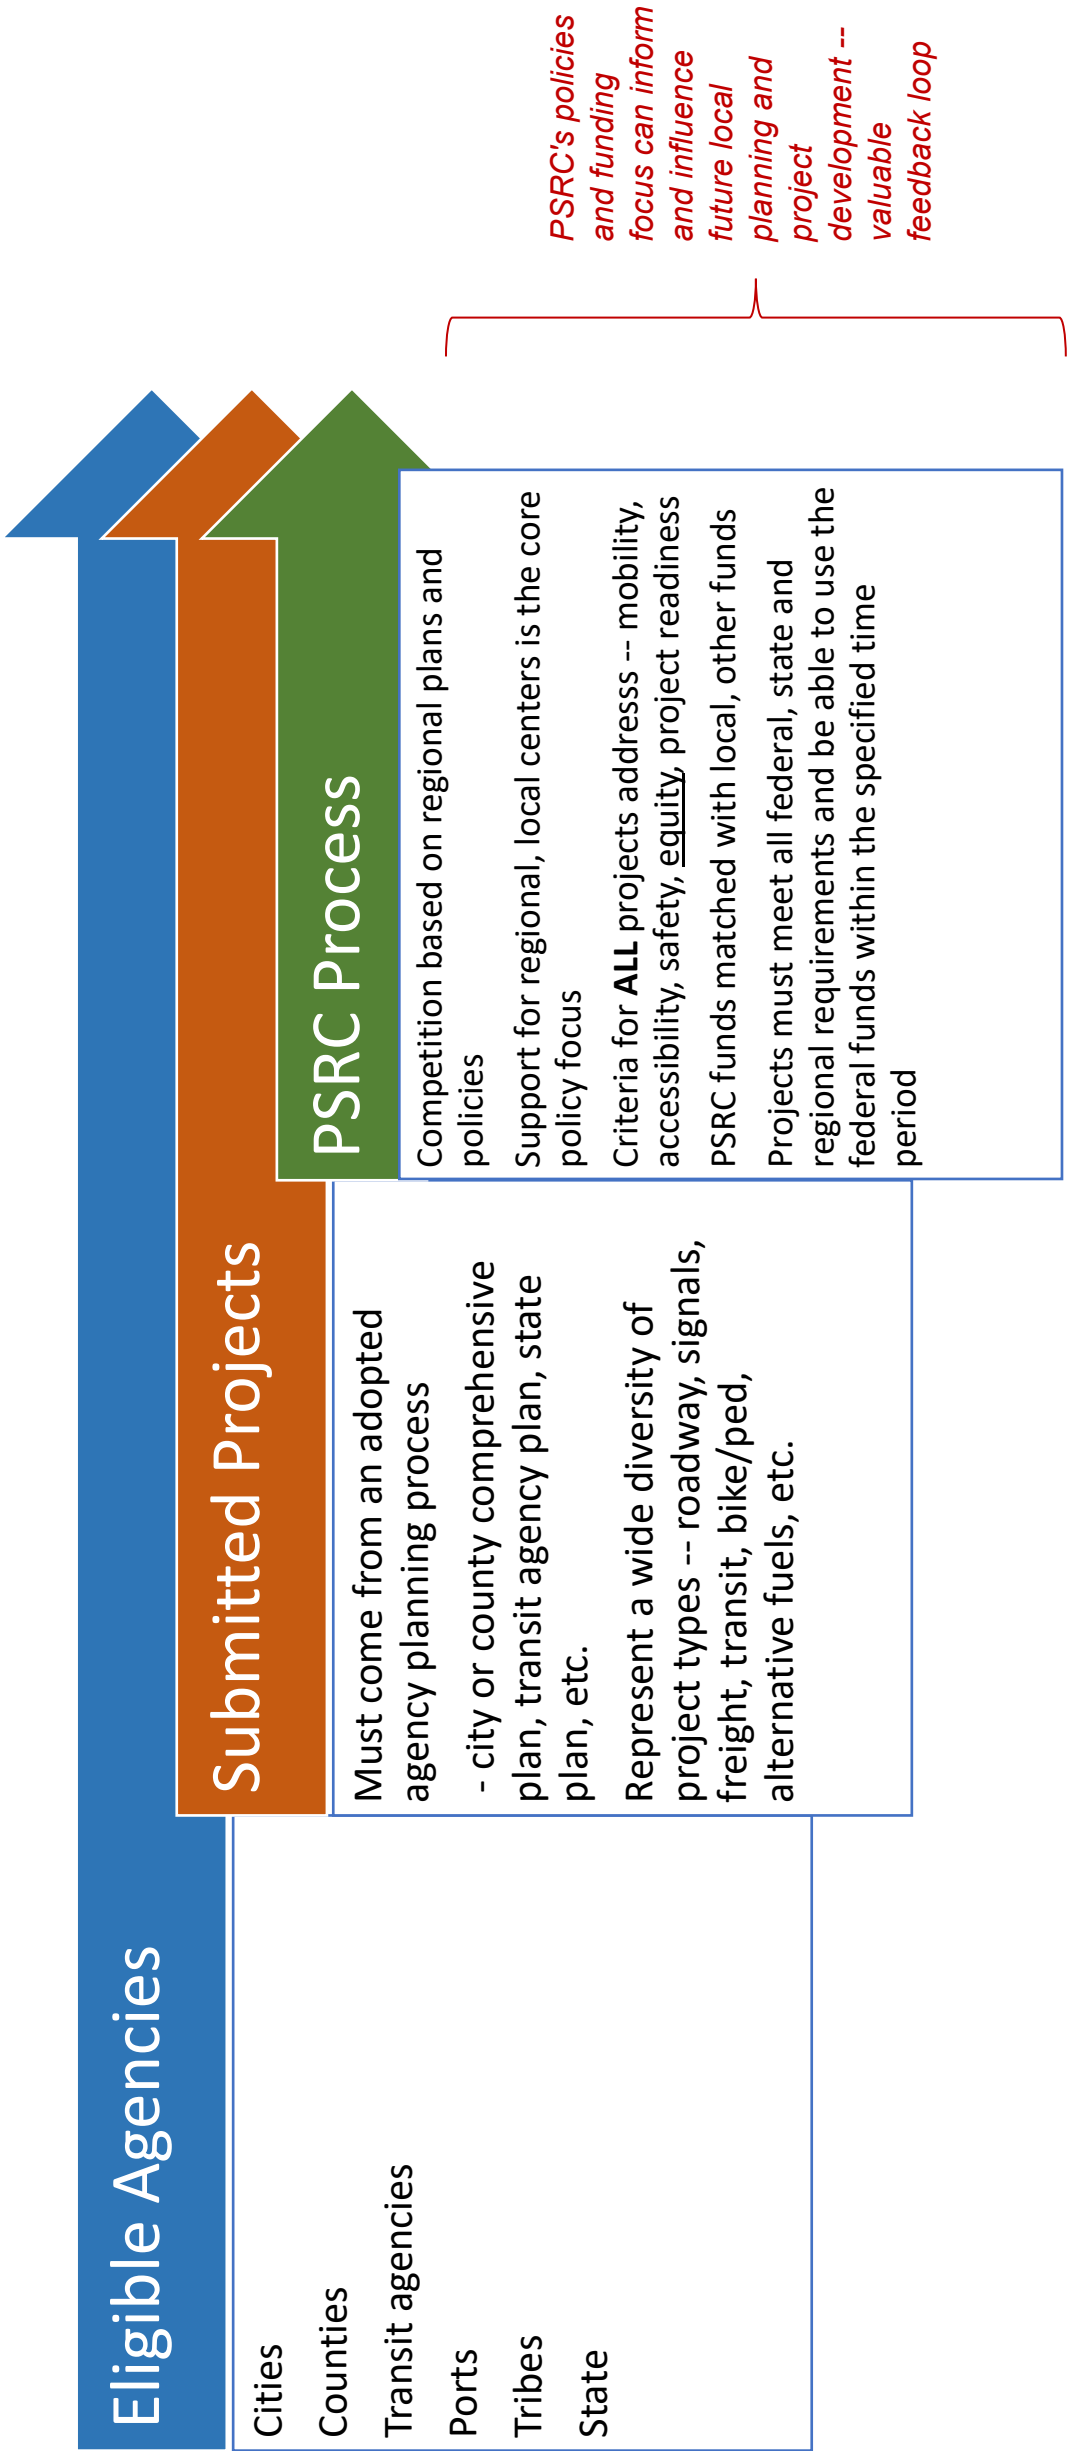 Eligible Agencies
Cities
Counties
Transit agencies
Ports
Tribes
State
Submitted Projects
Must come from an adopted
agency planning process
- city or county comprehensive
plan, transit agency plan, state
plan, etc.
Represent a wide diversity of
project types -- roadway, signals,
freight, transit, bike/ped,
alternative fuels, etc.
PSRC Process
Competition based on regional plans and
policies
Support for regional, local centers is the core
policy focus
Criteria for ALL projects addresss -- mobility,
accessibility, safety, equity, project readiness
PSRC funds matched with local, other funds
Projects must meet all federal, state and
regional requirements and be able to use the
federal funds within the specified time
period
PSRC's policies
and funding
focus can inform
and influence
future local
planning and
project
development --
valuable
feedback loop